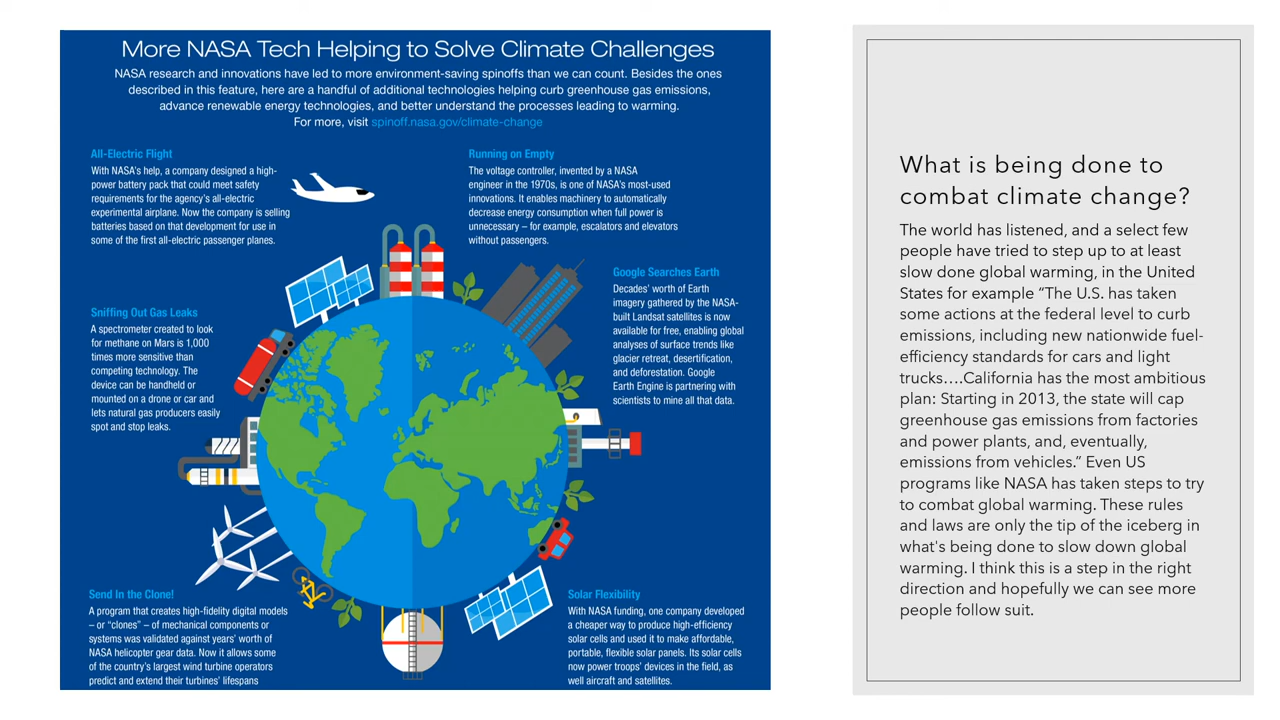 More NASA Tech Helping to Solve Climate Challenges
NASA research and innovations have led to more environment-saving spinoffs than we can count. Besides the ones
described in this feature, here are a handful of additional technologies helping curb greenhouse gas emissions,
advance renewable energy technologies, and better understand the processes leading to warming.
For more, visit spinoff.nasa.gov/climate-change
All-Electric Flight
With NASA's help, a company designed a high-
power battery pack that could meet safety
requirements for the agency's all-electric
experimental airplane. Now the company is selling
batteries based on that development for use in
some of the first all-electric passenger planes.
Running on Empty
The voltage controller, invented by a NASA
engineer in the 1970s, is one of NASA's most-used
innovations. It enables machinery to automatically
decrease energy consumption when full power is
unnecessary – for example, escalators and elevators
without passengers.
Google Searches Earth
Decades' worth of Earth
imagery gathered by the NASA-
built Landsat satellites is now
available for free, enabling global
analyses of surface trends like
glacier retreat, desertification,
and deforestation. Google
Earth Engine is partnering with
scientists to mine all that data.
Sniffing Out Gas Leaks
A spectrometer created to look
for methane on Mars is 1,000
times more sensitive than
competing technology. The
device can be handheld or
mounted on a drone or car and
lets natural gas producers easily
spot and stop leaks.
Send In the Clone!
A program that creates high-fidelity digital models
– or "clones" – of mechanical components or
systems was validated against years' worth of
NASA helicopter gear data. Now it allows some
of the country's largest wind turbine operators
predict and extend their turbines' lifespans
Solar Flexibility
With NASA funding, one company developed
a cheaper way to produce high-efficiency
solar cells and used it to make affordable,
portable, flexible solar panels. Its solar cells
now power troops' devices in the field, as
well aircraft and satellites.
What is being done to
combat climate change?
The world has listened, and a select few
people have tried to step up to at least
slow done global warming, in the United
States for example “The U.S. has taken
some actions at the federal level to curb
emissions, including new nationwide fuel-
efficiency standards for cars and light
trucks….California has the most ambitious
plan: Starting in 2013, the state will cap
greenhouse gas emissions from factories
and power plants, and, eventually,
emissions from vehicles.” Even US
programs like NASA has taken steps to try
to combat global warming. These rules
and laws are only the tip of the iceberg in
what's being done to slow down global
warming. I think this is a step in the right
direction and hopefully we can see more
people follow suit.